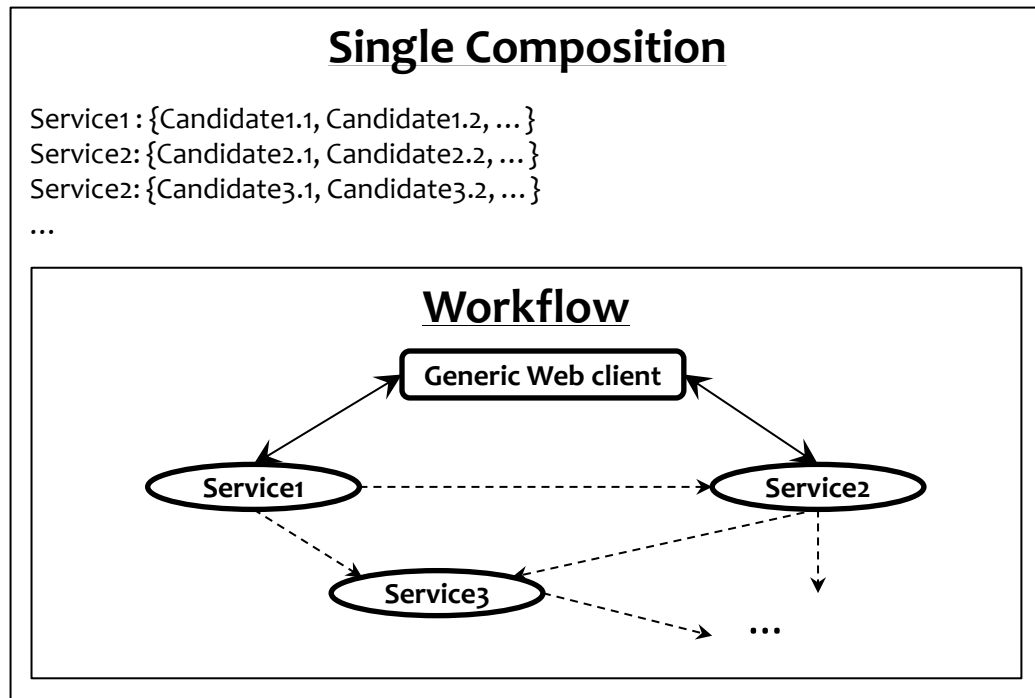 Single Composition
Service1 : {Candidate1.1, Candidate1.2, … }
Service2: {Candidate2.1, Candidate2.2, … }
Service2: {Candidate3.1, Candidate3.2, … }
…
Workflow
Generic Web client
Service1
Service2
Service3
…